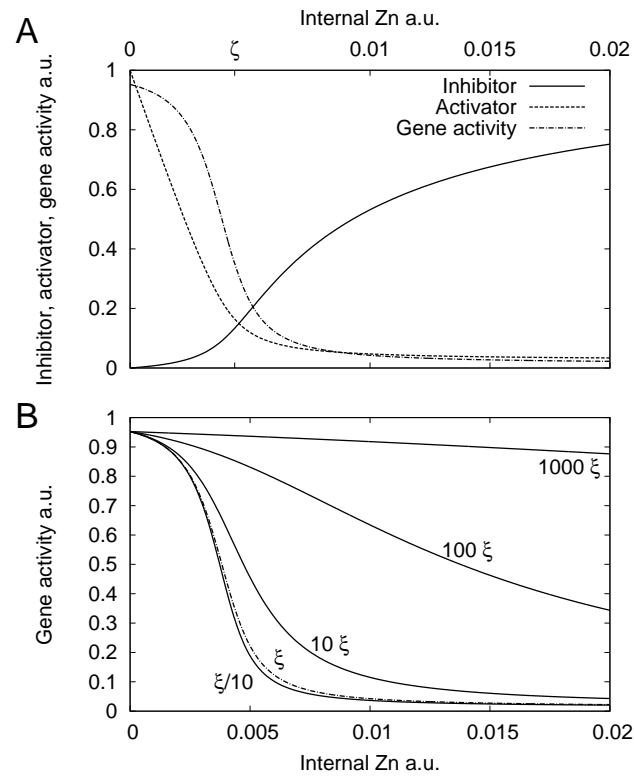 A
Internal Zn a.u.
0 ζ 0.01 0.015 0.02
Inhibitor, activator, gene activity a.u.
1
0.8
0.6
0.4
0.2
0
Inhibitor
Activator
Gene activity
B
Gene activity a.u.
1
0.9
0.8
0.7
0.6
0.5
0.4
0.3
0.2
0.1
0
1000 ξ
100 ξ
10 ξ
ξ
ξ/10
0 0.005 0.01 0.015 0.02
Internal Zn a.u.